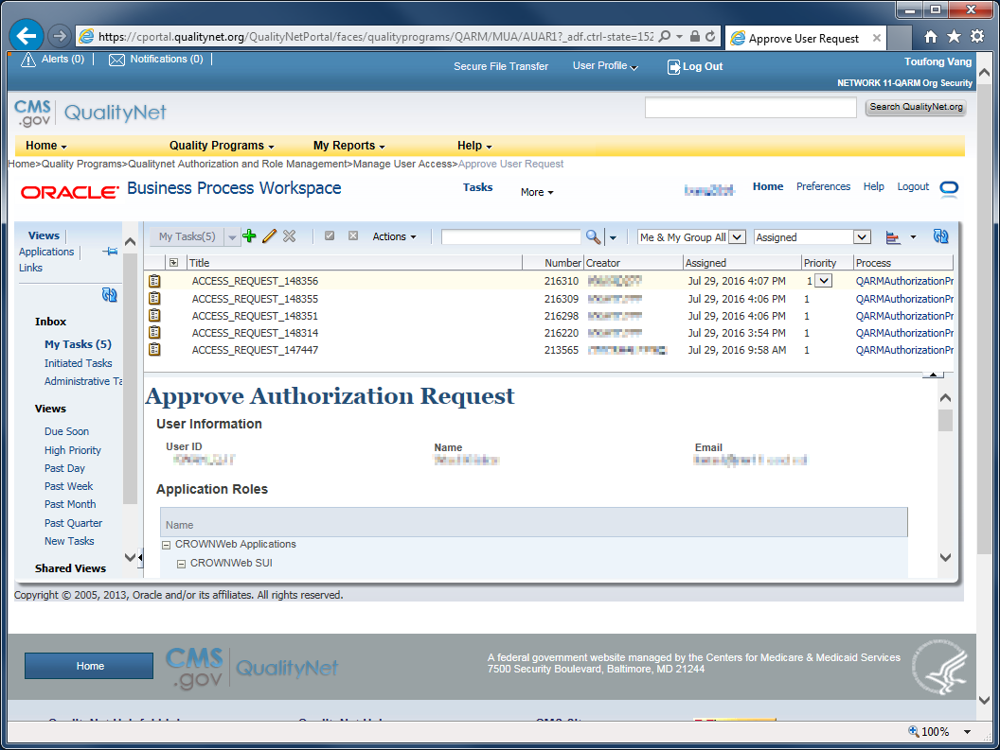 https://cportal.qualitynet.org/QualityNetPortal/faces/qualityprograms/QARM/MUA/AUAR1?_adf.ctrl-state=152
Approve User Request
Alerts (0) Notifications (0) Secure File Transfer User Profile Log Out Toufong Vang
NETWORK 11-QARM Org Security
CMS.gov QualityNet Search QualityNet.org
Home Quality Programs My Reports Help
Home>Quality Programs>Qualitynet Authorization and Role Management>Manage User Access>Approve User Request
ORACLE Business Process Workspace Tasks More Home Preferences Help Logout
Views
Applications
Links
My Tasks(5) Actions Me & My Group All Assigned
Title Number Creator Assigned Priority Process
ACCESS_REQUEST_148356 216310 Jul 29, 2016 4:07 PM 1 QARMAuthorizationPr
ACCESS_REQUEST_148355 216309 Jul 29, 2016 4:06 PM 1 QARMAuthorizationPr
ACCESS_REQUEST_148351 216298 Jul 29, 2016 4:06 PM 1 QARMAuthorizationPr
ACCESS_REQUEST_148314 216220 Jul 29, 2016 3:54 PM 1 QARMAuthorizationPr
ACCESS_REQUEST_147447 213565 Jul 29, 2016 9:58 AM 1 QARMAuthorizationPr
Inbox
My Tasks (5)
Initiated Tasks
Administrative Ta
Views
Due Soon
High Priority
Past Day
Past Week
Past Month
Past Quarter
New Tasks
Shared Views
Approve Authorization Request
User Information
User ID Name Email
Application Roles
Name
CROWNWeb Applications
CROWNWeb SUI
Copyright © 2005, 2013, Oracle and/or its affiliates. All rights reserved.
Home CMS.gov QualityNet
A federal government website managed by the Centers for Medicare & Medicaid Services
7500 Security Boulevard, Baltimore, MD 21244
100%